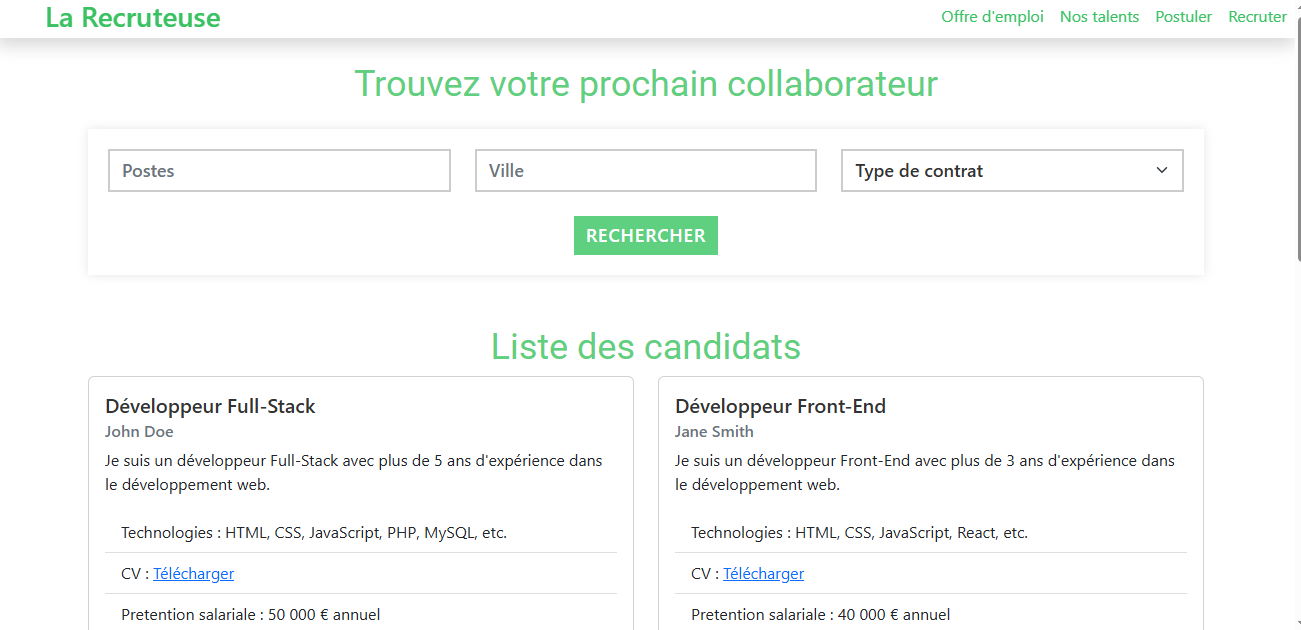 La Recruteuse
Offre d'emploi Nos talents Postuler Recruter
Trouvez votre prochain collaborateur
Postes
Ville
Type de contrat
RECHERCHER
Liste des candidats
Développeur Full-Stack
John Doe
Je suis un développeur Full-Stack avec plus de 5 ans d'expérience dans
le développement web.
Technologies : HTML, CSS, JavaScript, PHP, MySQL, etc.
CV : Télécharger
Pretention salariale : 50 000 € annuel
Développeur Front-End
Jane Smith
Je suis un développeur Front-End avec plus de 3 ans d'expérience dans
le développement web.
Technologies : HTML, CSS, JavaScript, React, etc.
CV : Télécharger
Pretention salariale : 40 000 € annuel